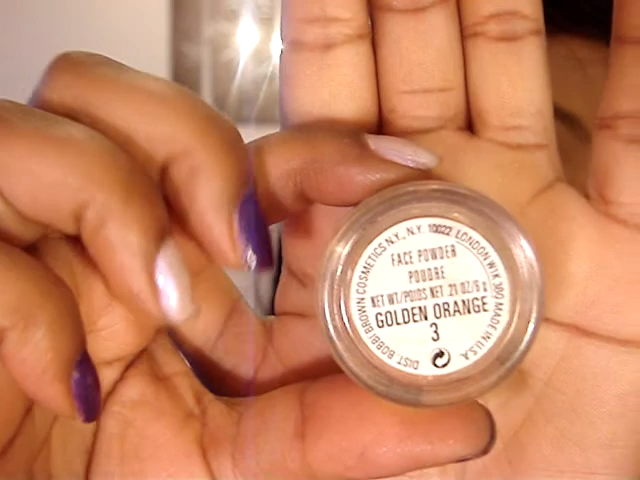 DIST BOBBI BROWN COSMETICS N.Y., N.Y. 10022 LONDON W1K 3BQ MADE IN U.S.A.
FACE POWDER
POUDRE
NET WT/POIDS NET .21 OZ/6 g
GOLDEN ORANGE
3